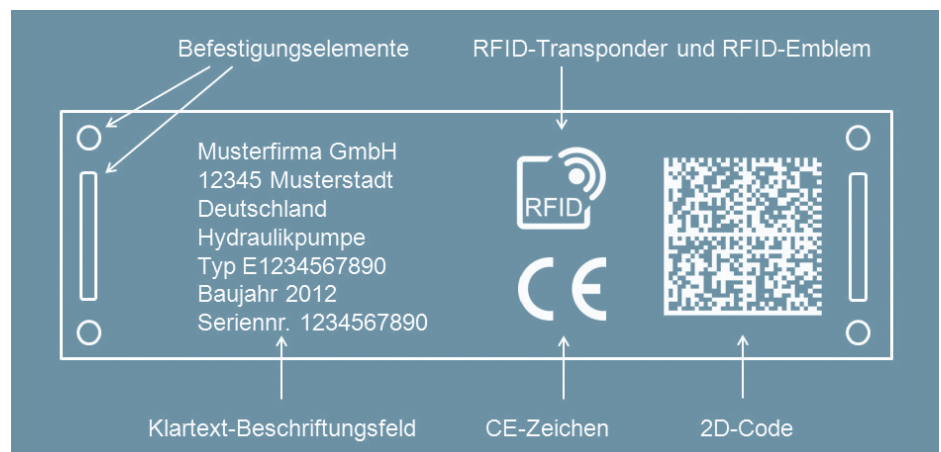 Befestigungselemente
RFID-Transponder und RFID-Emblem
Musterfirma GmbH
12345 Musterstadt
Deutschland
Hydraulikpumpe
Typ E1234567890
Baujahr 2012
Seriennr. 1234567890
RFID
CE
Klartext-Beschriftungsfeld
CE-Zeichen
2D-Code